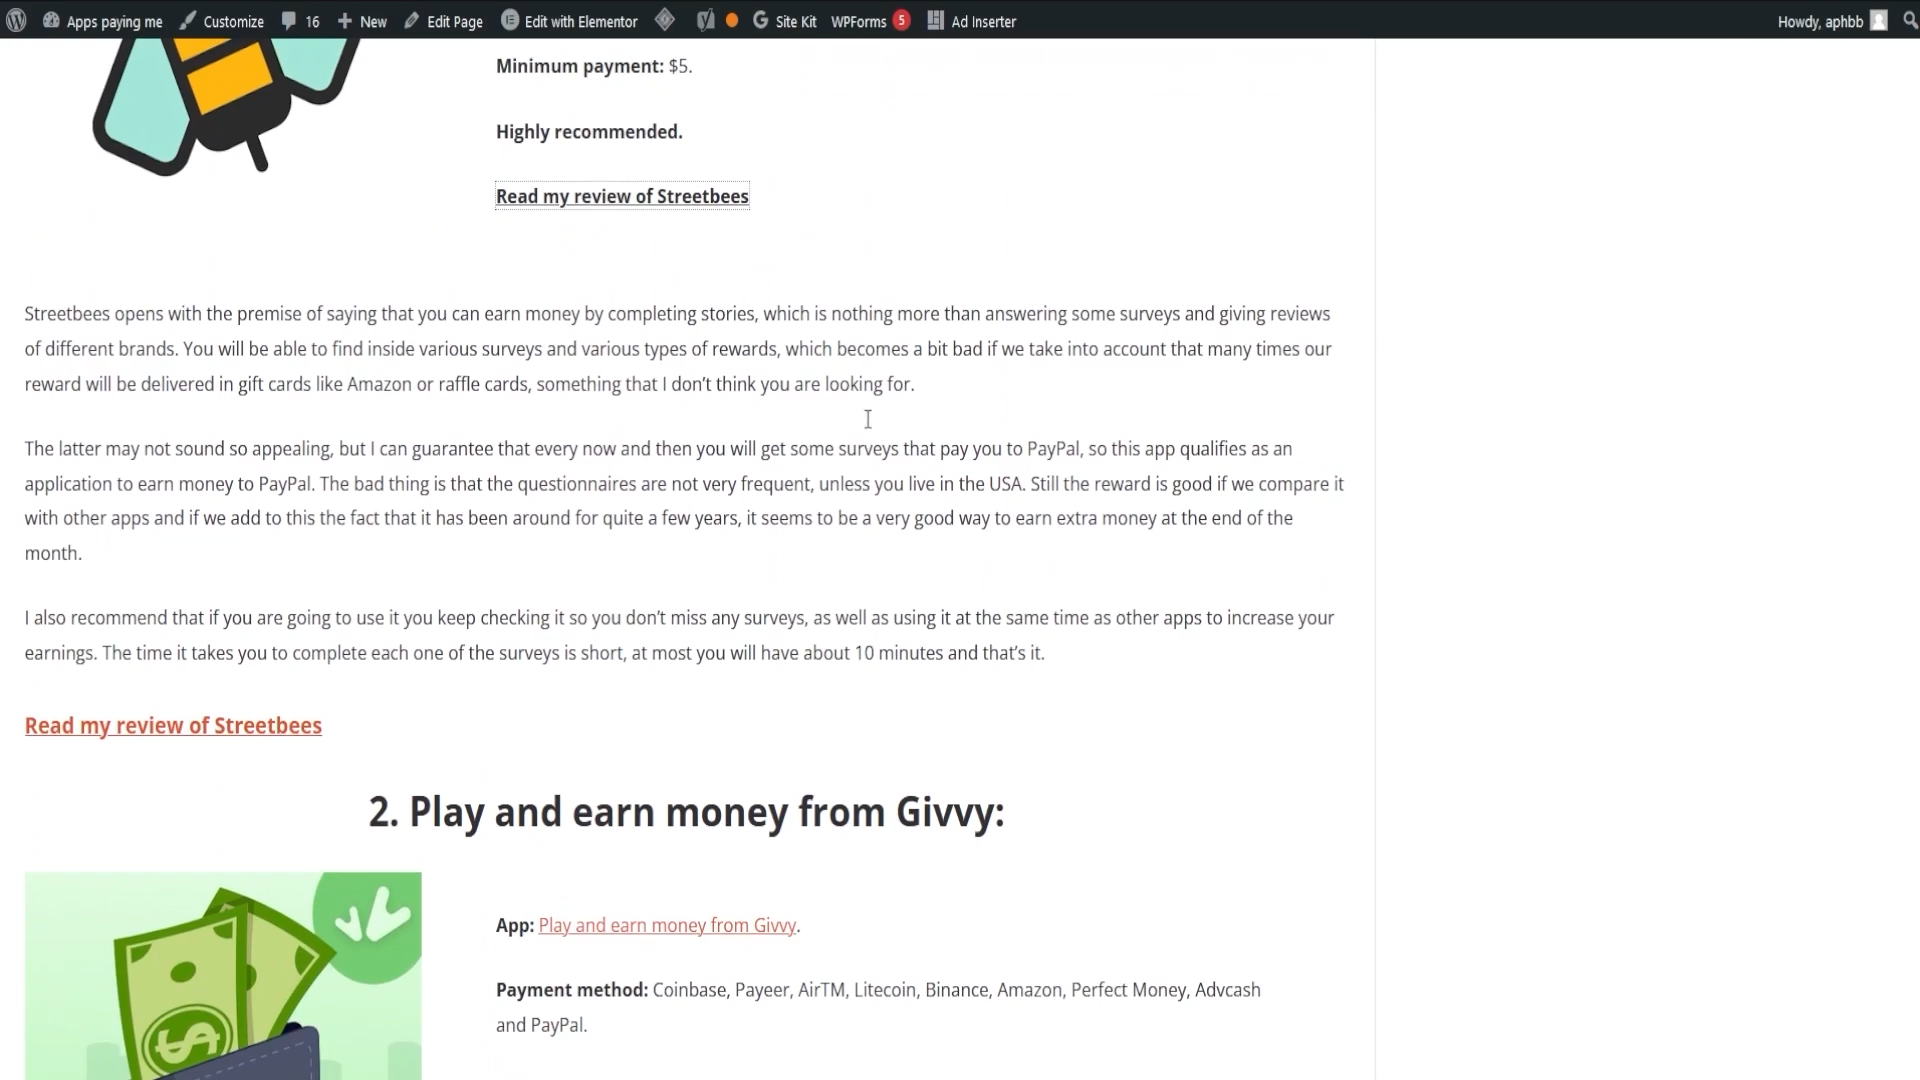 Apps paying me Customize 16 New Edit Page Edit with Elementor Site Kit WPForms 5 Ad Inserter Howdy, aphbb
Minimum payment: $5.
Highly recommended.
Read my review of Streetbees
Streetbees opens with the premise of saying that you can earn money by completing stories, which is nothing more than answering some surveys and giving reviews
of different brands. You will be able to find inside various surveys and various types of rewards, which becomes a bit bad if we take into account that many times our
reward will be delivered in gift cards like Amazon or raffle cards, something that I don’t think you are looking for.
The latter may not sound so appealing, but I can guarantee that every now and then you will get some surveys that pay you to PayPal, so this app qualifies as an
application to earn money to PayPal. The bad thing is that the questionnaires are not very frequent, unless you live in the USA. Still the reward is good if we compare it
with other apps and if we add to this the fact that it has been around for quite a few years, it seems to be a very good way to earn extra money at the end of the
month.
I also recommend that if you are going to use it you keep checking it so you don’t miss any surveys, as well as using it at the same time as other apps to increase your
earnings. The time it takes you to complete each one of the surveys is short, at most you will have about 10 minutes and that’s it.
Read my review of Streetbees
2. Play and earn money from Givvy:
App: Play and earn money from Givvy.
Payment method: Coinbase, Payeer, AirTM, Litecoin, Binance, Amazon, Perfect Money, Advcash
and PayPal.
$